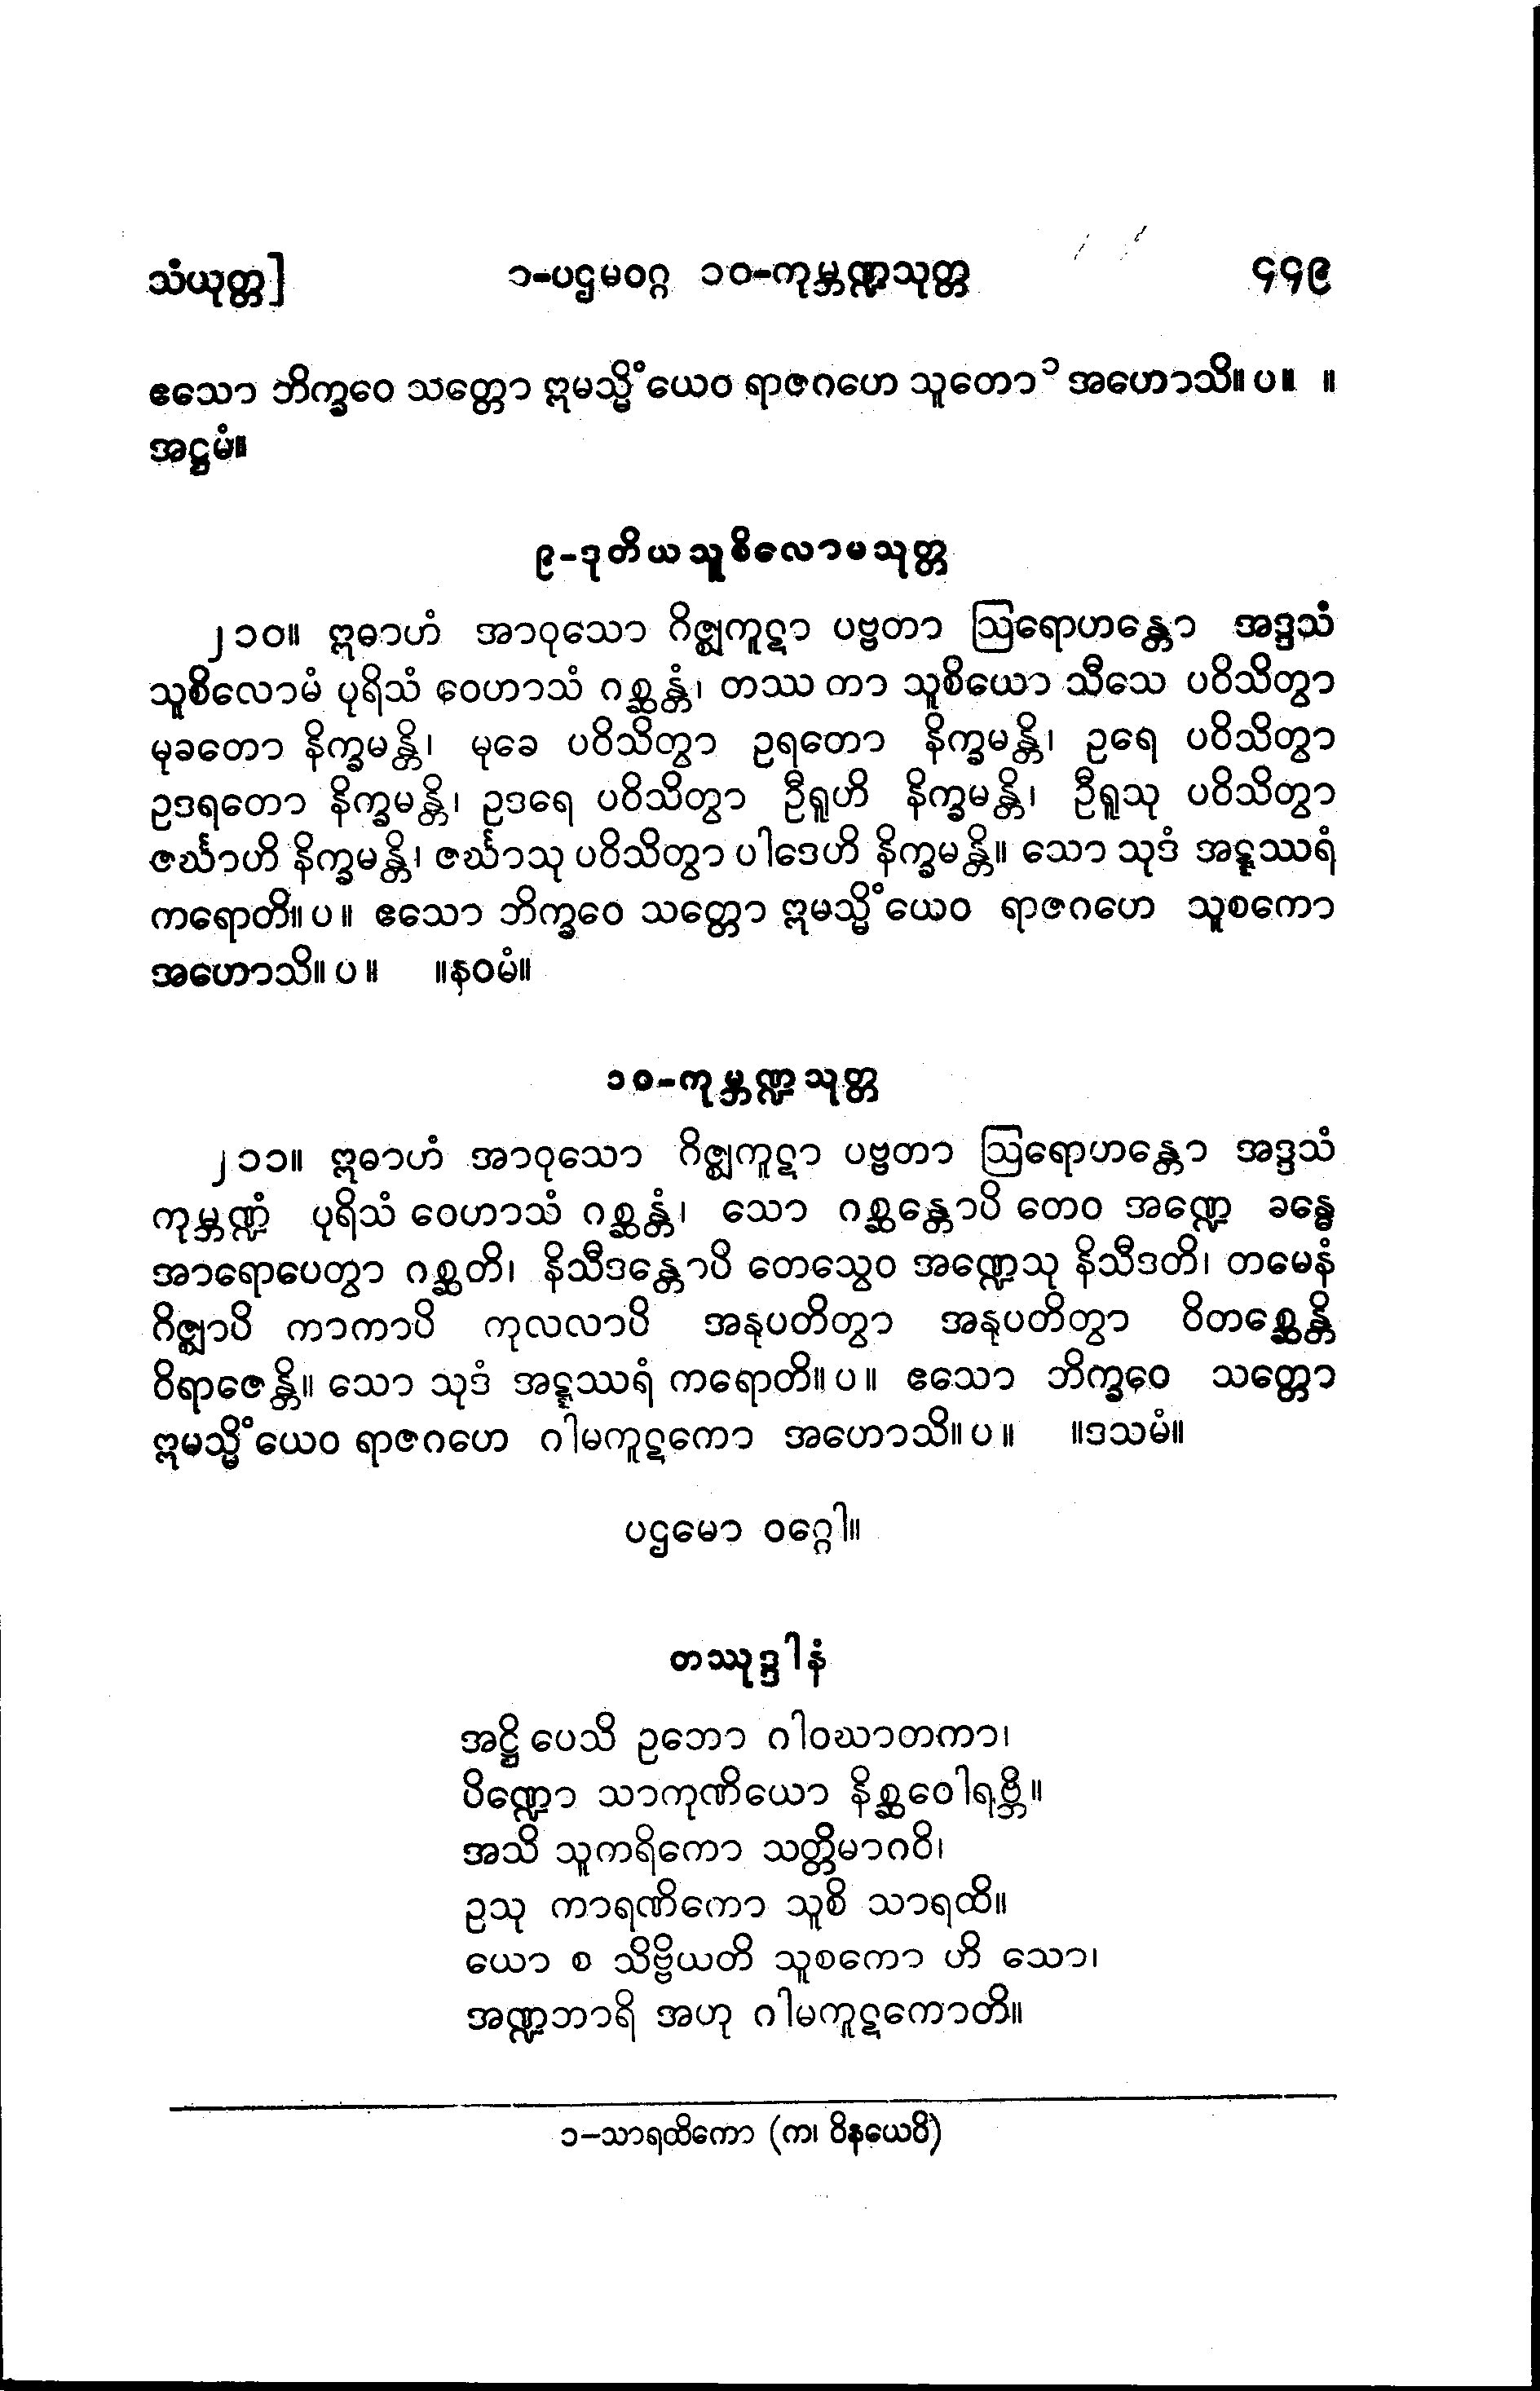 သံယုတ္တ] ၁-ပဌမဝဂ္ဂ ၁၀-ကုမ္ဘဏ္ဍသုတ္တ ၄၄၉
ဧသော ဘိက္ခဝေ သတ္တော ဣမသ္မိံယေဝ ရာဇဂဟေ သူတော ၁ အဟောသိ။ ပ။ ။
အဋ္ဌမံ။
၉-ဒုတိယသူစိလောမသုတ္တ
၂၁၀။ ဣဓာဟံ အာဝုသော ဂိဇ္ဈကူဋာ ပဗ္ဗတာ ဩရောဟန္တော အဒ္ဒသံ
သူစိလောမံ ပုရိသံ ဝေဟာသံ ဂစ္ဆန္တံ၊ တဿ တာ သူစိယော သီသေ ပဝိသိတွာ
မုခတော နိက္ခမန္တိ၊ မုခေ ပဝိသိတွာ ဥရတော နိက္ခမန္တိ၊ ဥရေ ပဝိသိတွာ
ဥဒရတော နိက္ခမန္တိ၊ ဥဒရေ ပဝိသိတွာ ဦရူဟိ နိက္ခမန္တိ၊ ဦရူသု ပဝိသိတွာ
ဇင်္ဃာဟိ နိက္ခမန္တိ၊ ဇင်္ဃာသု ပဝိသိတွာ ပါဒေဟိ နိက္ခမန္တိ။ သော သုဒံ အဋ္ဋဿရံ
ကရောတိ။ ပ။ ဧသော ဘိက္ခဝေ သတ္တော ဣမသ္မိံယေဝ ရာဇဂဟေ သူစကော
အဟောသိ။ ပ။ ။နဝမံ။
၁၀-ကုမ္ဘဏ္ဍသုတ္တ
၂၁၁။ ဣဓာဟံ အာဝုသော ဂိဇ္ဈကူဋာ ပဗ္ဗတာ ဩရောဟန္တော အဒ္ဒသံ
ကုမ္ဘဏ္ဍံ ပုရိသံ ဝေဟာသံ ဂစ္ဆန္တံ၊ သော ဂစ္ဆန္တောပိ တေဝ အဏ္ဍေ ခန္ဓေ
အာရောပေတွာ ဂစ္ဆတိ၊ နိသီဒန္တောပိ တေသွေဝ အဏ္ဍေသု နိသီဒတိ၊ တမေနံ
ဂိဇ္ဈာပိ ကာကာပိ ကုလလာပိ အနုပတိတွာ အနုပတိတွာ ဝိတစ္ဆေန္တိ
ဝိရာဇေန္တိ။ သော သုဒံ အဋ္ဋဿရံ ကရောတိ။ ပ။ ဧသော ဘိက္ခဝေ သတ္တော
ဣမသ္မိံယေဝ ရာဇဂဟေ ဂါမကူဋကော အဟောသိ။ ပ။ ။ဒသမံ။
ပဌမော ဝဂ္ဂေါ။
တဿုဒ္ဒါနံ
အဋ္ဌိ ပေသိ ဥဘော ဂါဝဃာတကာ၊
ပိဏ္ဍော သာကုဏိယော နိစ္ဆဝေါရဗ္ဘိ။
အသိ သူကရိကော သတ္တိမာဂဝိ၊
ဥသု ကာရဏိကော သူစိ သာရထိ။
ယော စ သိဗ္ဗိယတိ သူစကော ဟိ သော၊
အဏ္ဍဘာရိ အဟု ဂါမကူဋကောတိ။
၁-သာရထိကော (က၊ ဝိနယေပိ)